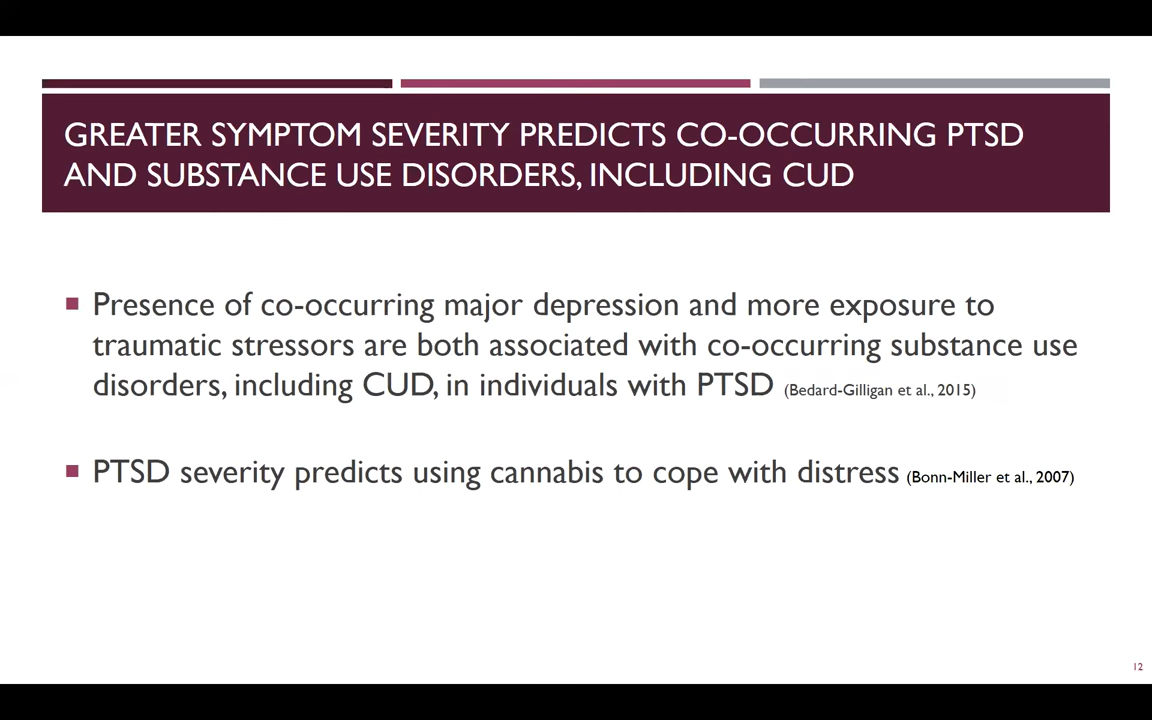 GREATER SYMPTOM SEVERITY PREDICTS CO-OCCURRING PTSD
AND SUBSTANCE USE DISORDERS, INCLUDING CUD
Presence of co-occurring major depression and more exposure to
traumatic stressors are both associated with co-occurring substance use
disorders, including CUD, in individuals with PTSD (Bedard-Gilligan et al., 2015)
PTSD severity predicts using cannabis to cope with distress (Bonn-Miller et al., 2007)
12